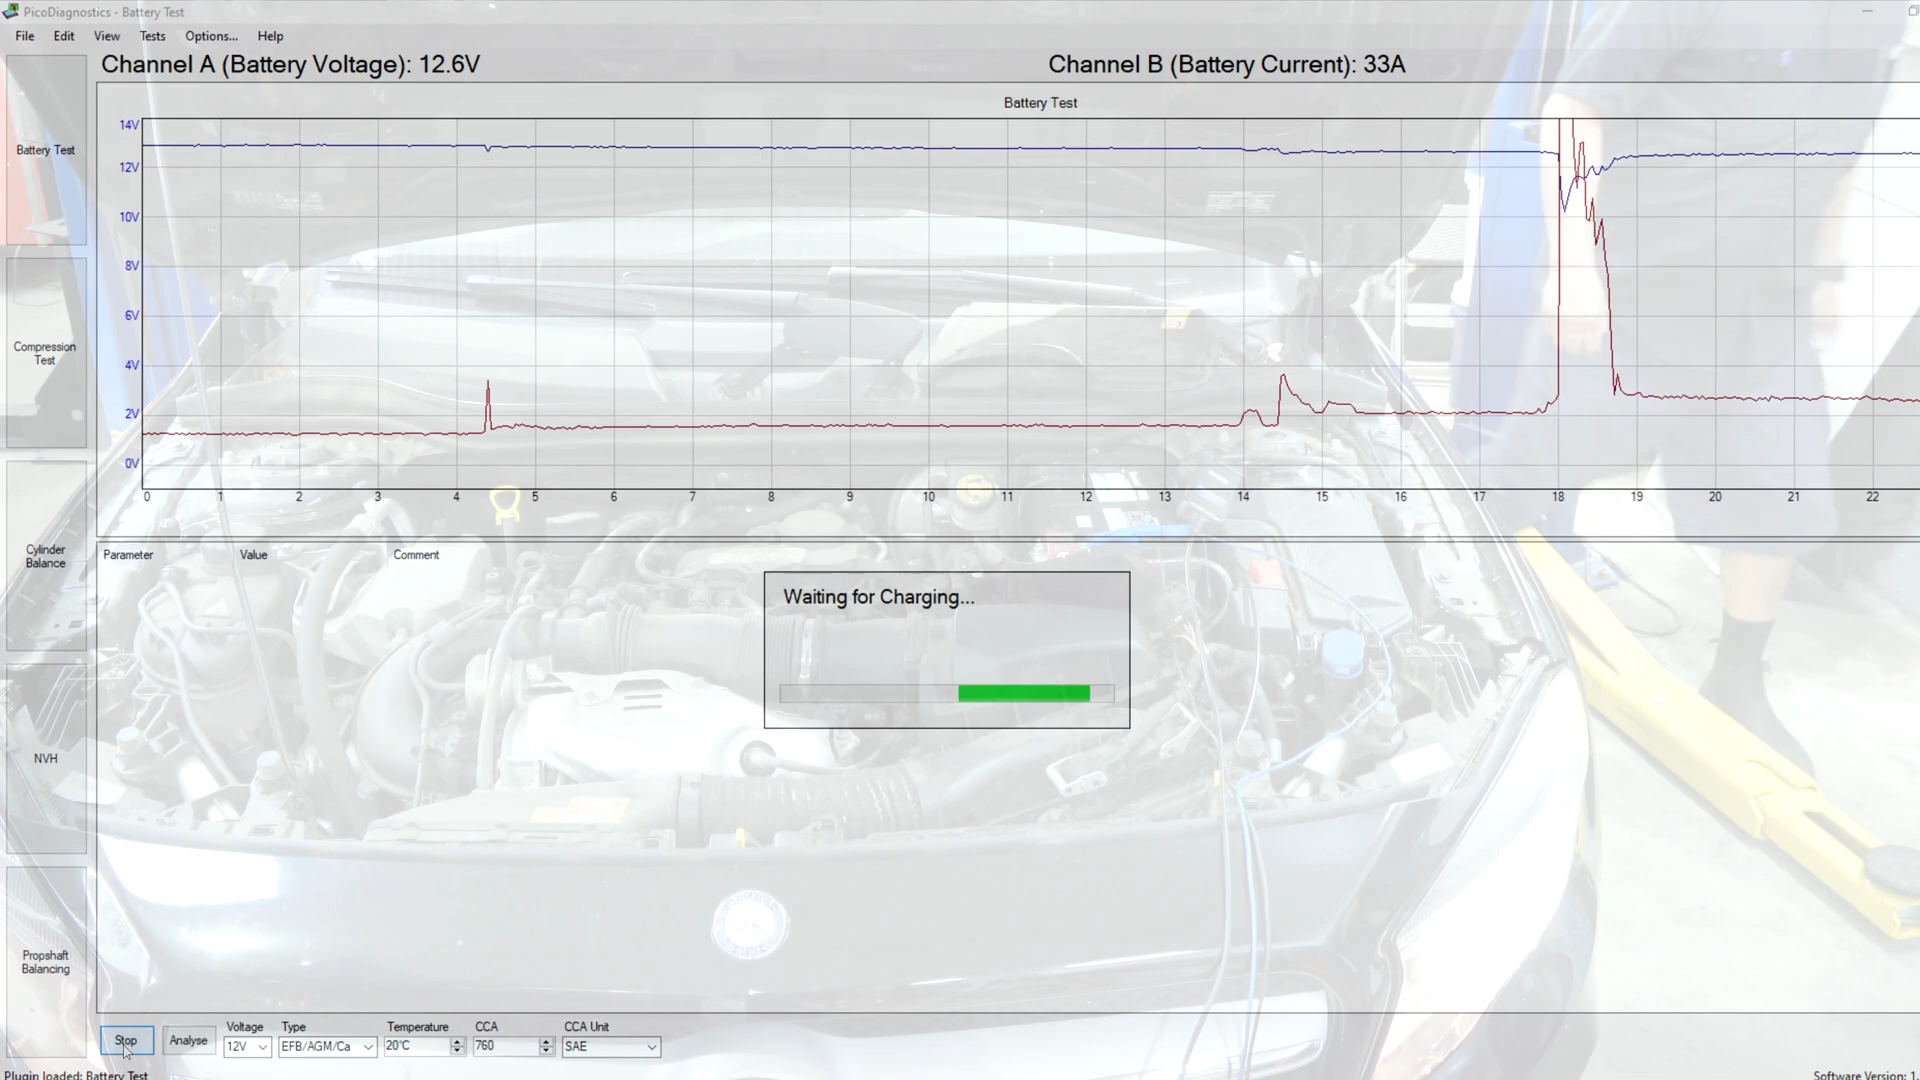 PicoDiagnostics - Battery Test
File Edit View Tests Options... Help
Channel A (Battery Voltage): 12.6V Channel B (Battery Current): 33A
Battery Test
14V
12V
10V
8V
6V
4V
2V
0V
0 1 2 3 4 5 6 7 8 9 10 11 12 13 14 15 16 17 18 19 20 21 22
Battery Test
Compression
Test
Cylinder
Balance
NVH
Propshaft
Balancing
Parameter Value Comment
Waiting for Charging...
Stop Analyse
Voltage Type Temperature CCA CCA Unit
12V EFB/AGM/Ca 20°C 760 SAE
Plugin loaded: Battery Test Software Version: 1.